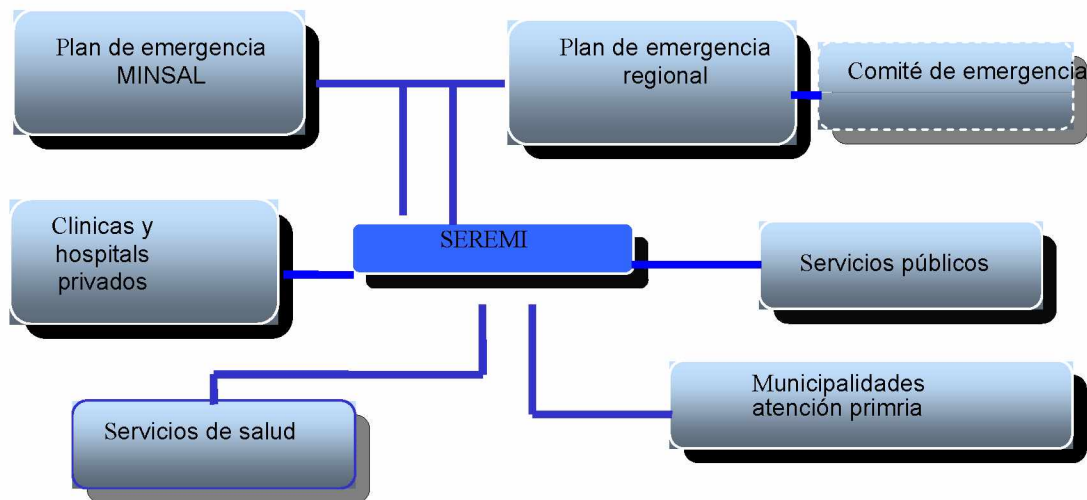 Plan de emergencia
MINSAL
Plan de emergencia
regional
Comité de emergencia
Clinicas y
hospitals
privados
SEREMI
Servicios públicos
Servicios de salud
Municipalidades
atención primria